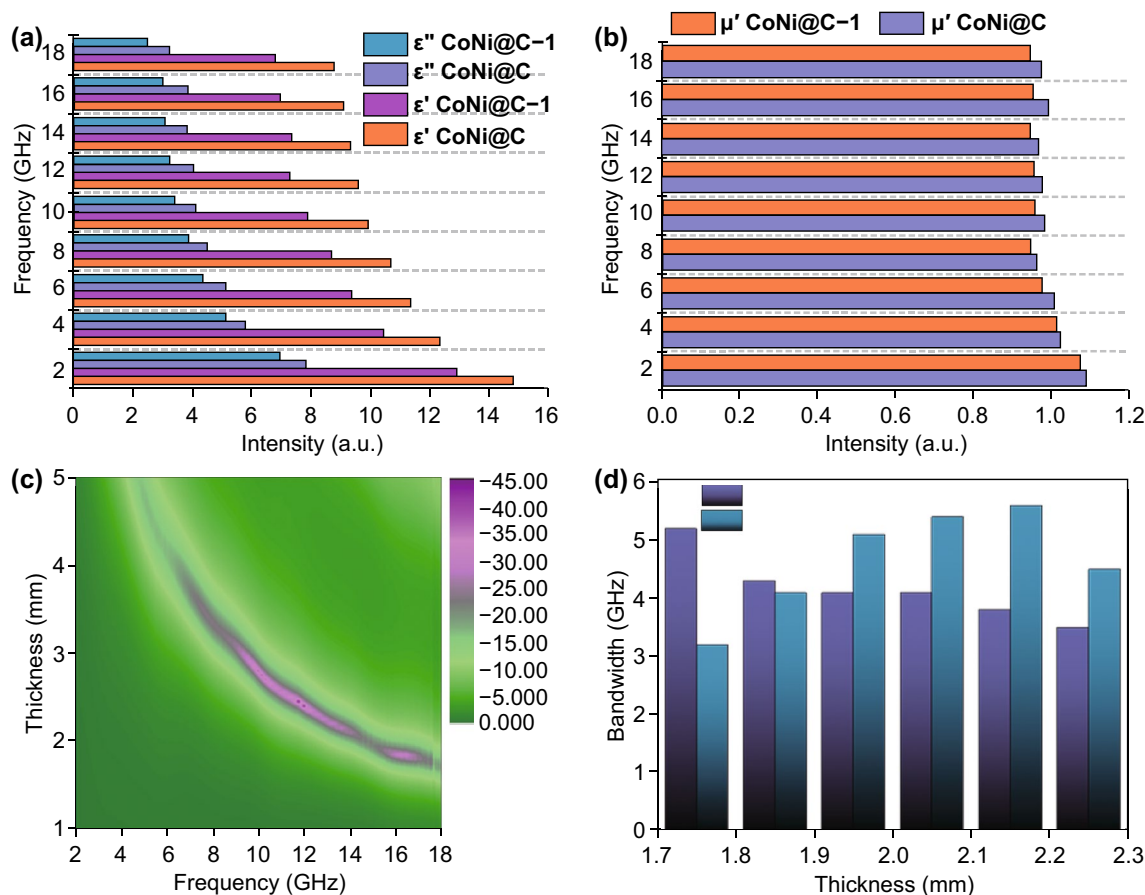 (a)
ε″ CoNi@C−1
ε″ CoNi@C
ε′ CoNi@C−1
ε′ CoNi@C
Frequency (GHz)
18
16
14
12
10
8
6
4
2
0 2 4 6 8 10 12 14 16
Intensity (a.u.)
(b)
μ′ CoNi@C−1 μ′ CoNi@C
Frequency (GHz)
18
16
14
12
10
8
6
4
2
0.0 0.2 0.4 0.6 0.8 1.0 1.2
Intensity (a.u.)
(c)
Thickness (mm)
5
4
3
2
1
2 4 6 8 10 12 14 16 18
Frequency (GHz)
−45.00
−40.00
−35.00
−30.00
−25.00
−20.00
−15.00
−10.00
−5.000
0.000
(d)
Bandwidth (GHz)
6
5
4
3
2
1
0
1.7 1.8 1.9 2.0 2.1 2.2 2.3
Thickness (mm)